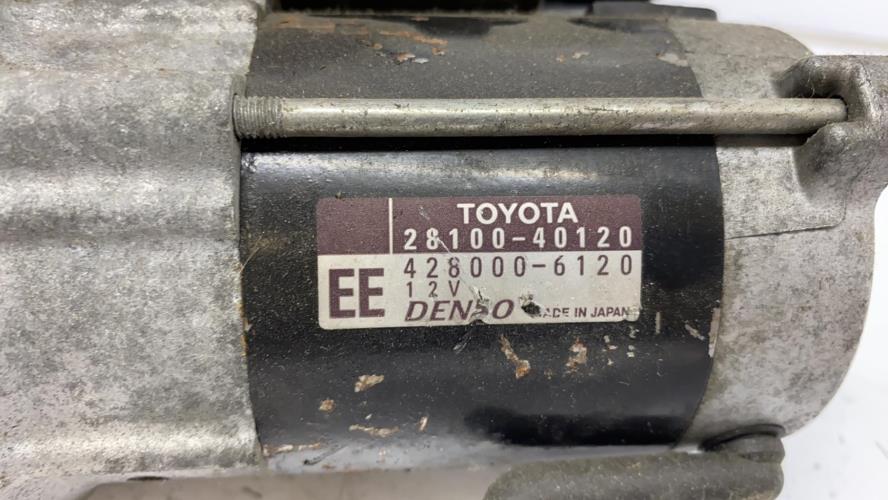 TOYOTA
28100-40120
EE
428000-6120
12V
DENSO MADE IN JAPAN